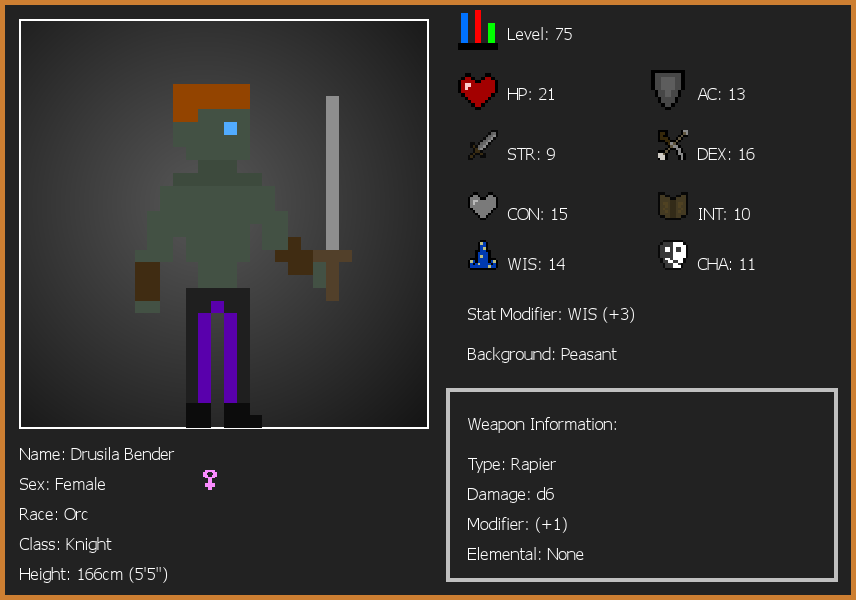 Level: 75
HP: 21
AC: 13
STR: 9
DEX: 16
CON: 15
INT: 10
WIS: 14
CHA: 11
Stat Modifier: WIS (+3)
Background: Peasant
Weapon Information:
Type: Rapier
Damage: d6
Modifier: (+1)
Elemental: None
Name: Drusila Bender
Sex: Female
Race: Orc
Class: Knight
Height: 166cm (5'5")